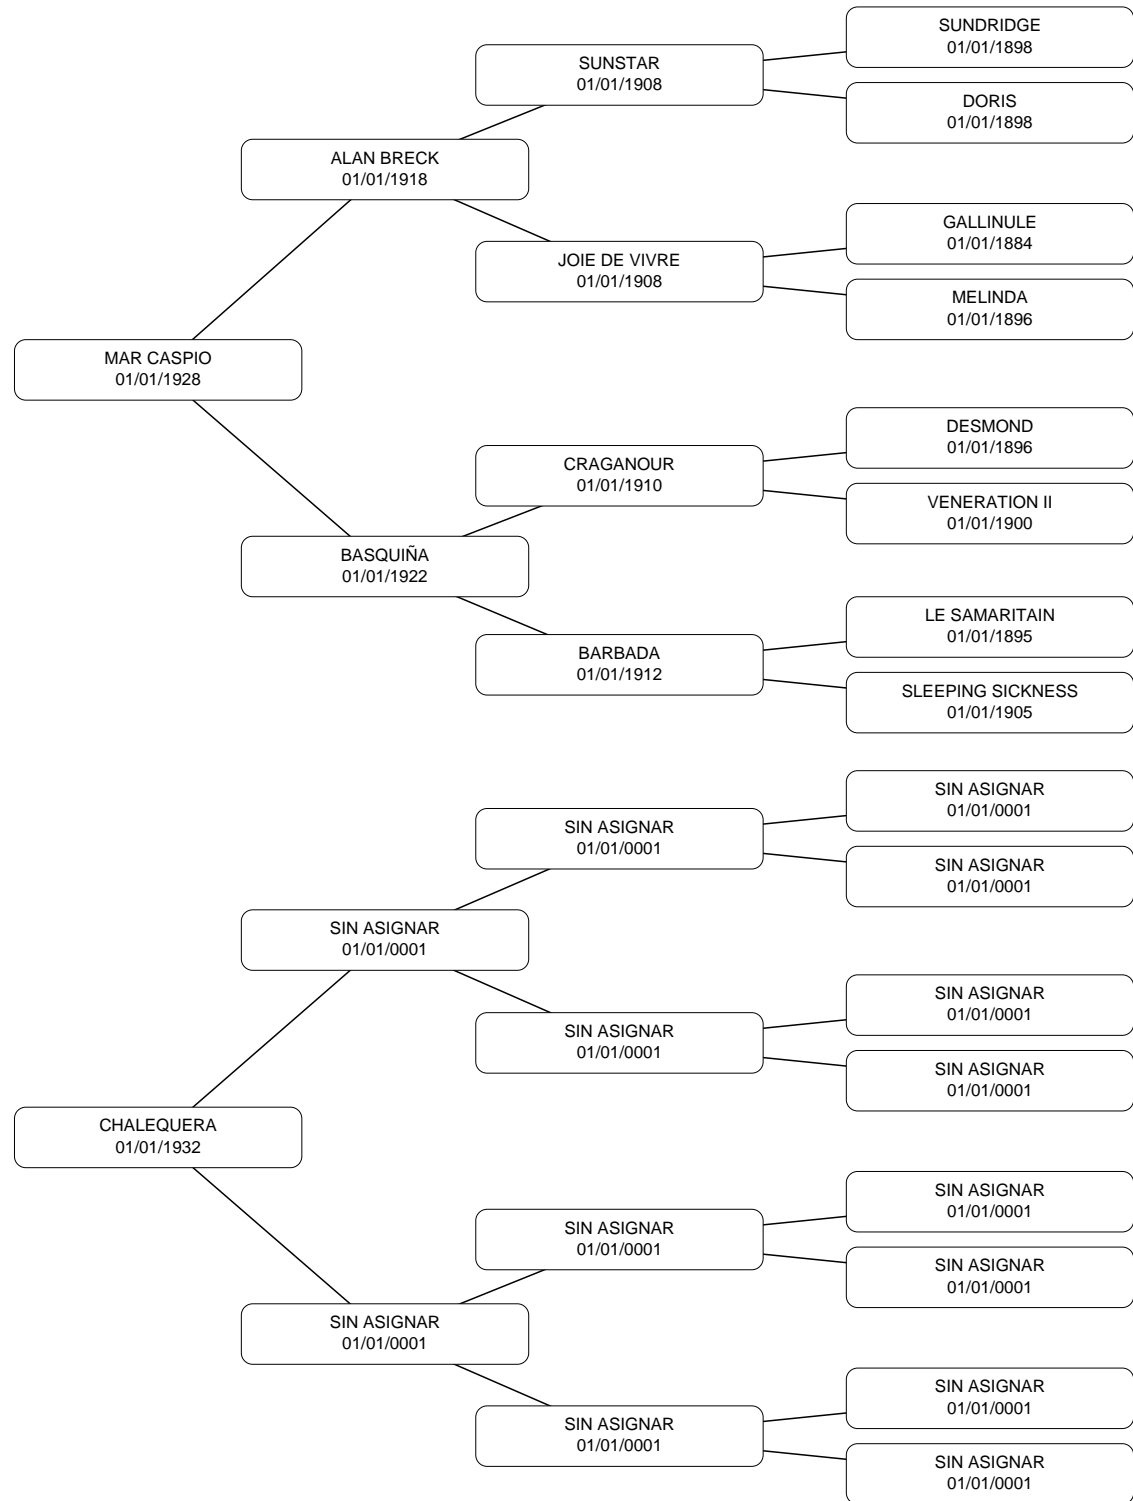 SUNDRIDGE
01/01/1898
SUNSTAR
01/01/1908
DORIS
01/01/1898
ALAN BRECK
01/01/1918
GALLINULE
01/01/1884
JOIE DE VIVRE
01/01/1908
MELINDA
01/01/1896
MAR CASPIO
01/01/1928
DESMOND
01/01/1896
CRAGANOUR
01/01/1910
VENERATION II
01/01/1900
BASQUIÑA
01/01/1922
LE SAMARITAIN
01/01/1895
BARBADA
01/01/1912
SLEEPING SICKNESS
01/01/1905
SIN ASIGNAR
01/01/0001
SIN ASIGNAR
01/01/0001
SIN ASIGNAR
01/01/0001
SIN ASIGNAR
01/01/0001
SIN ASIGNAR
01/01/0001
SIN ASIGNAR
01/01/0001
SIN ASIGNAR
01/01/0001
CHALEQUERA
01/01/1932
SIN ASIGNAR
01/01/0001
SIN ASIGNAR
01/01/0001
SIN ASIGNAR
01/01/0001
SIN ASIGNAR
01/01/0001
SIN ASIGNAR
01/01/0001
SIN ASIGNAR
01/01/0001
SIN ASIGNAR
01/01/0001